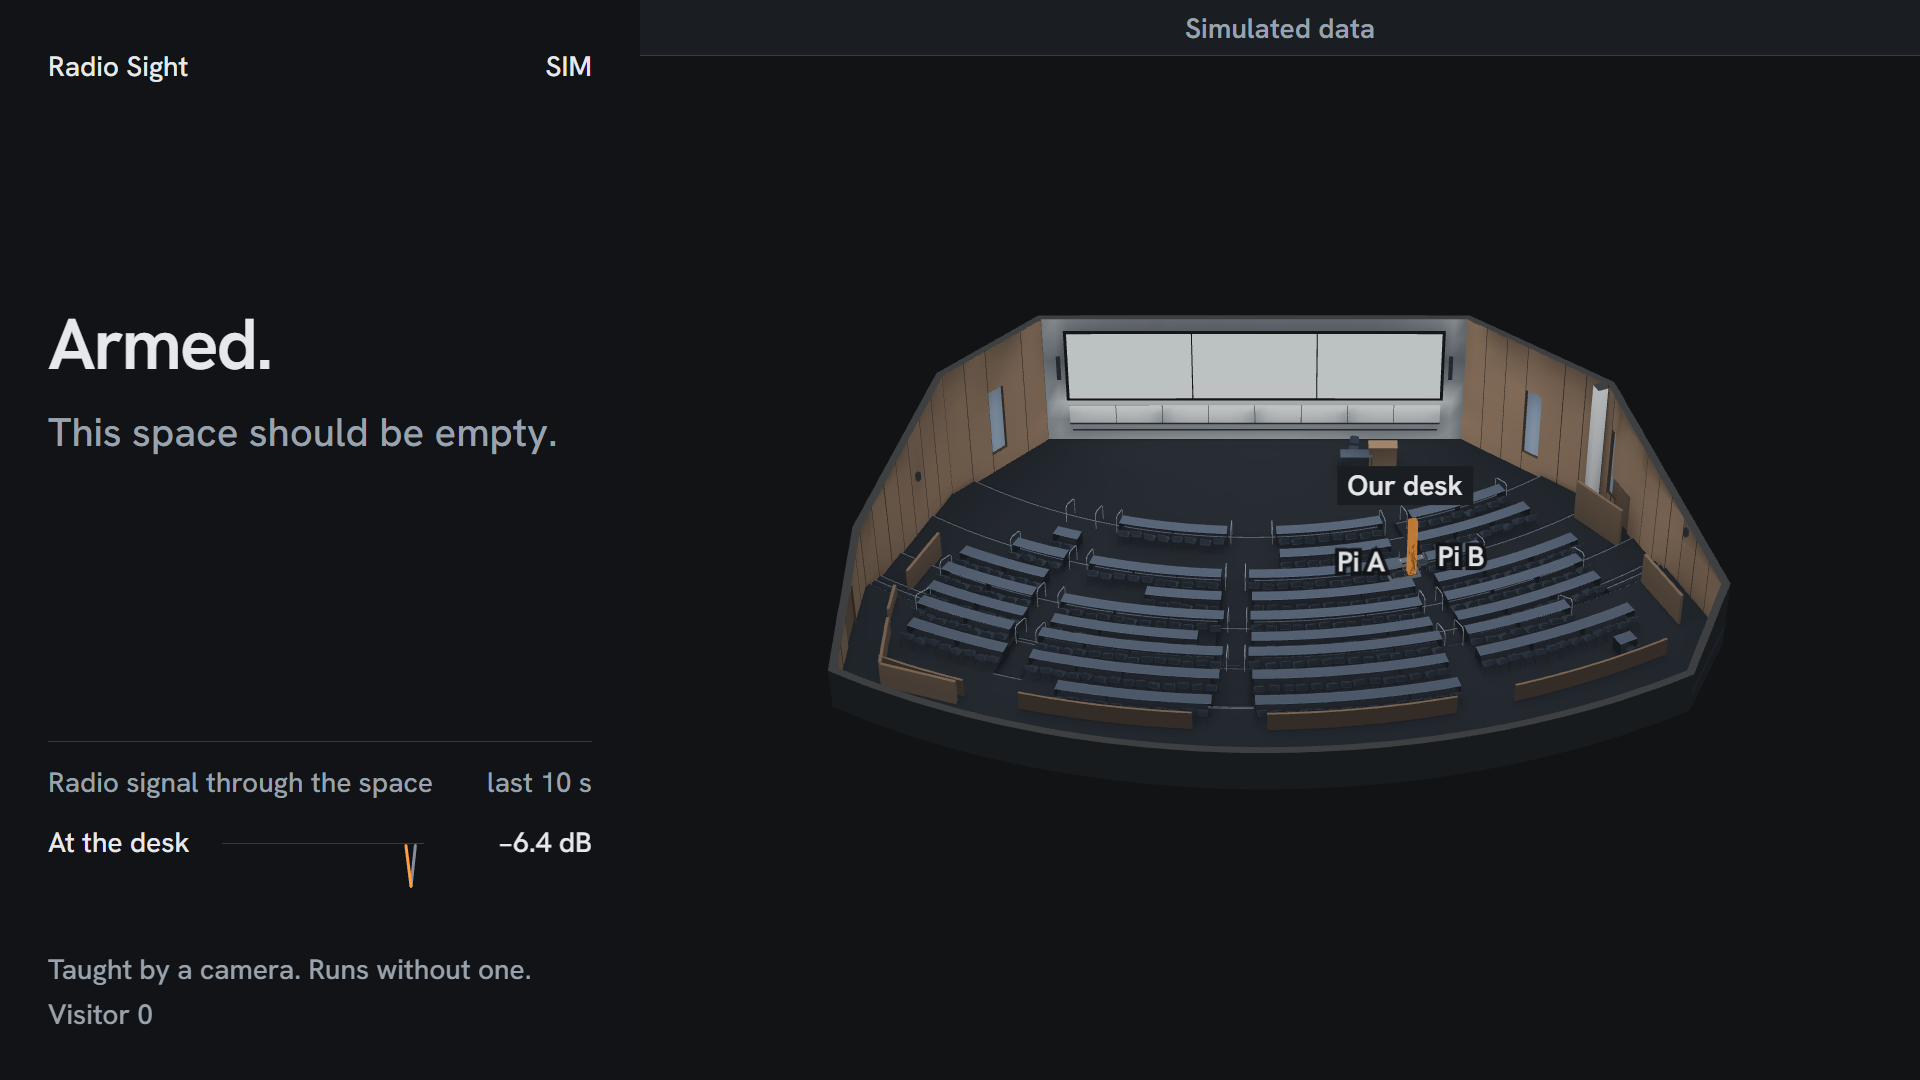 Radio Sight
SIM
Simulated data
Armed.
This space should be empty.
Our desk
Pi A
Pi B
Radio signal through the space
last 10 s
At the desk
–6.4 dB
Taught by a camera. Runs without one.
Visitor 0